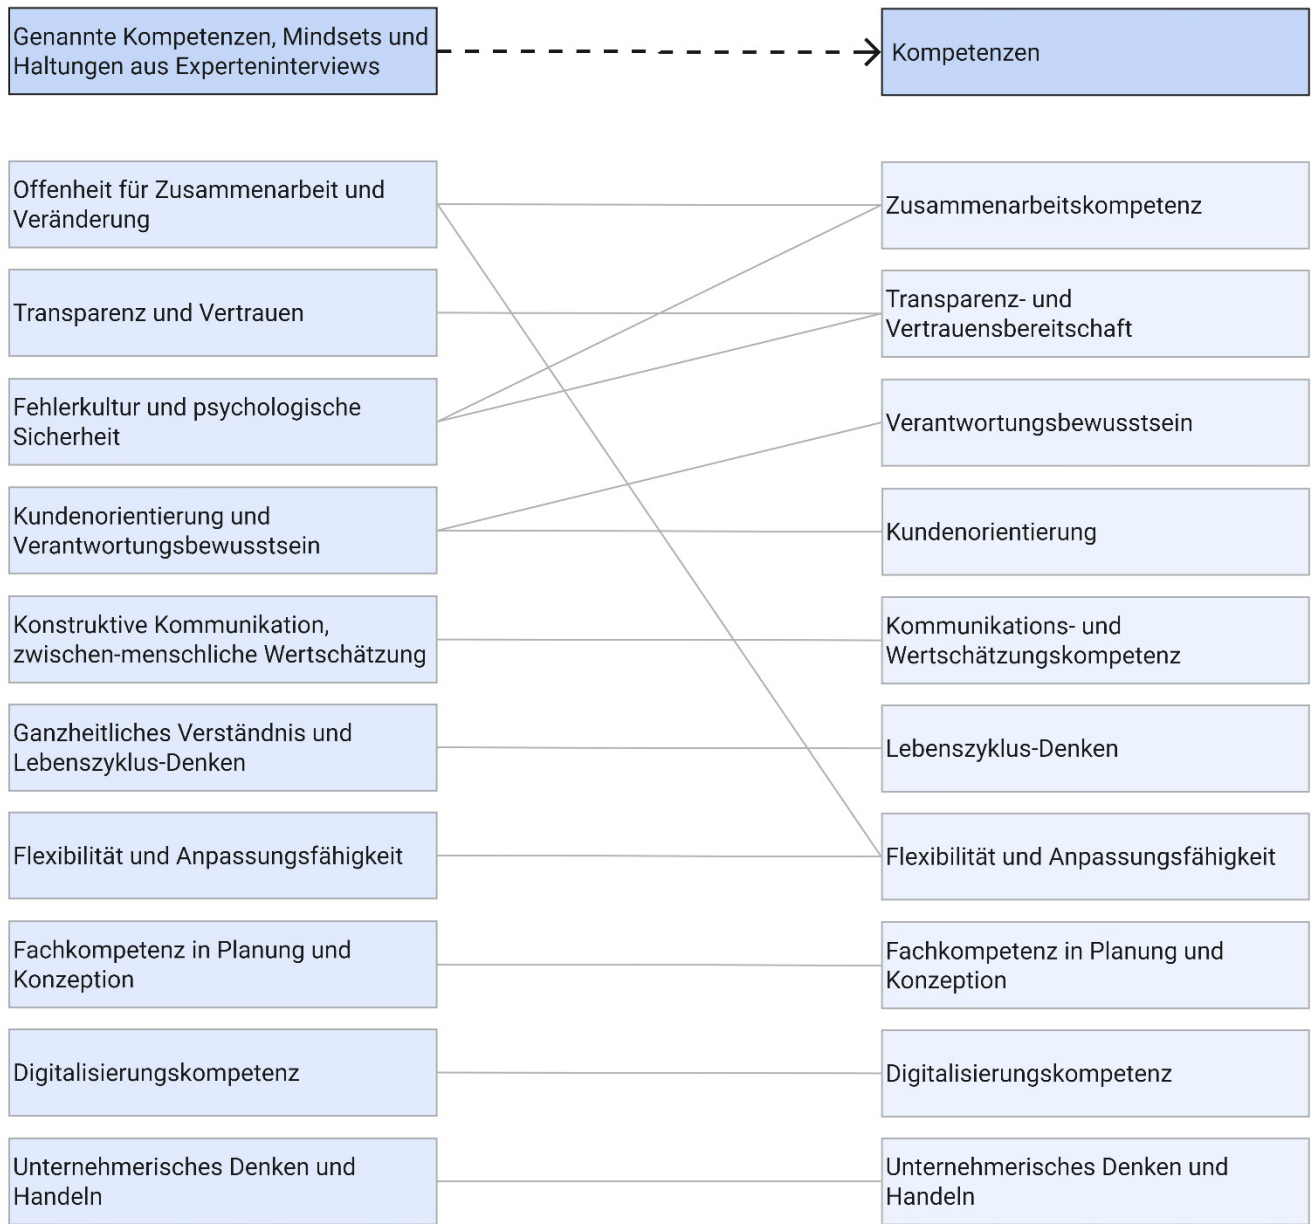 Genannte Kompetenzen, Mindsets und
Haltungen aus Experteninterviews
Kompetenzen
Offenheit für Zusammenarbeit und
Veränderung
Zusammenarbeitskompetenz
Transparenz und Vertrauen
Transparenz- und
Vertrauensbereitschaft
Fehlerkultur und psychologische
Sicherheit
Verantwortungsbewusstsein
Kundenorientierung und
Verantwortungsbewusstsein
Kundenorientierung
Konstruktive Kommunikation,
zwischen-menschliche Wertschätzung
Kommunikations- und
Wertschätzungskompetenz
Ganzheitliches Verständnis und
Lebenszyklus-Denken
Lebenszyklus-Denken
Flexibilität und Anpassungsfähigkeit
Flexibilität und Anpassungsfähigkeit
Fachkompetenz in Planung und
Konzeption
Fachkompetenz in Planung und
Konzeption
Digitalisierungskompetenz
Digitalisierungskompetenz
Unternehmerisches Denken und
Handeln
Unternehmerisches Denken und
Handeln